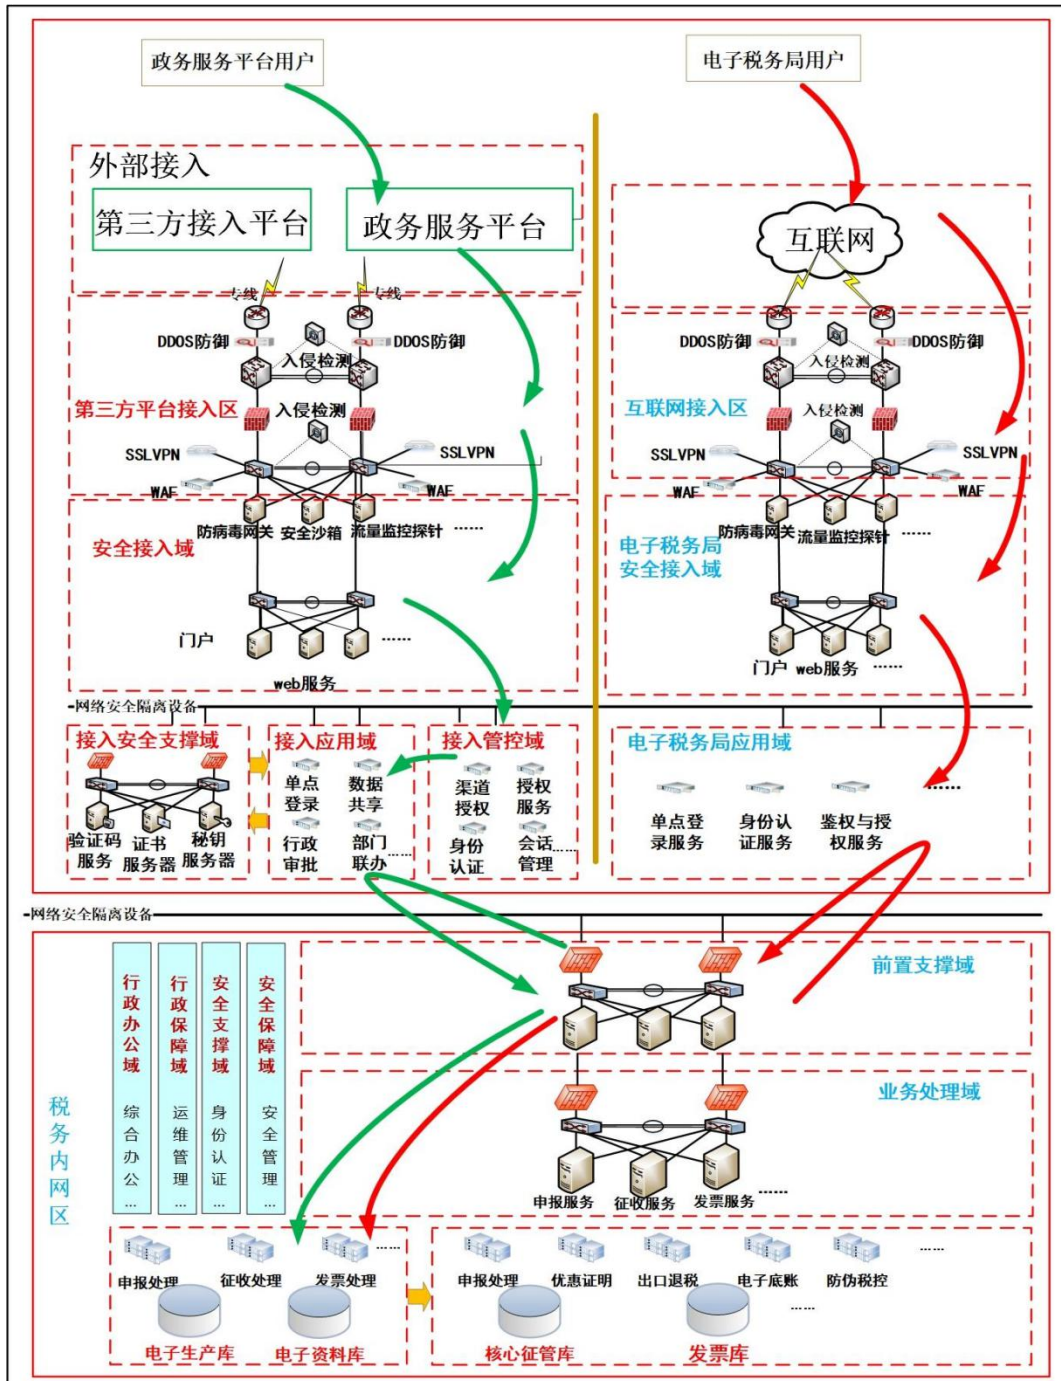 政务服务平台用户
电子税务局用户
外部接入
第三方接入平台
政务服务平台
互联网
专线
专线
DDOS防御
DDOS防御
入侵检测
DDOS防御
DDOS防御
入侵检测
第三方平台接入区
入侵检测
互联网接入区
入侵检测
SSLVPN
SSLVPN
SSLVPN
SSLVPN
WAF
WAF
WAF
WAF
防病毒网关
安全沙箱
流量监控探针
……
防病毒网关
流量监控探针
……
安全接入域
电子税务局
安全接入域
门户
……
web服务
门户
web服务
……
网络安全隔离设备
接入安全支撑域
接入应用域
接入管控域
电子税务局应用域
单点
登录
数据
共享
渠道
授权
授权
服务
……
验证码
服务
证书
服务器
秘钥
服务器
行政
审批
部门
联办
……
身份
认证
会话
管理
……
单点登
录服务
身份认
证服务
鉴权与授
权服务
网络安全隔离设备
行政办公域
综合办公
…
行政保障域
运维管理
…
安全支撑域
身份认证
…
安全保障域
安全管理
…
前置支撑域
业务处理域
税务内网区
申报服务
征收服务
发票服务
……
申报处理
征收处理
发票处理
……
电子生产库
电子资料库
申报处理
优惠证明
出口退税
电子底账
防伪税控
……
核心征管库
发票库
……